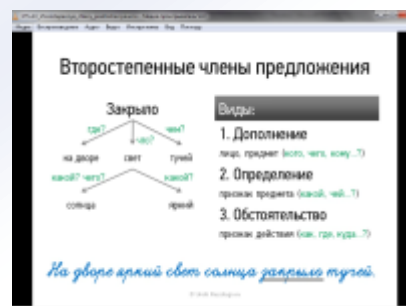 Второстепенные члены предложения
Закрыло
где? что? чем?
на дворе свет тучей
какой? чего? какой?
солнца яркий
Виды:
1. Дополнение
лицо, предмет (кого, чего, кому...?)
2. Определение
признак предмета (какой, чей...?)
3. Обстоятельство
признак действия (как, где, куда...?)
На дворе яркий свет солнца закрыло тучей.